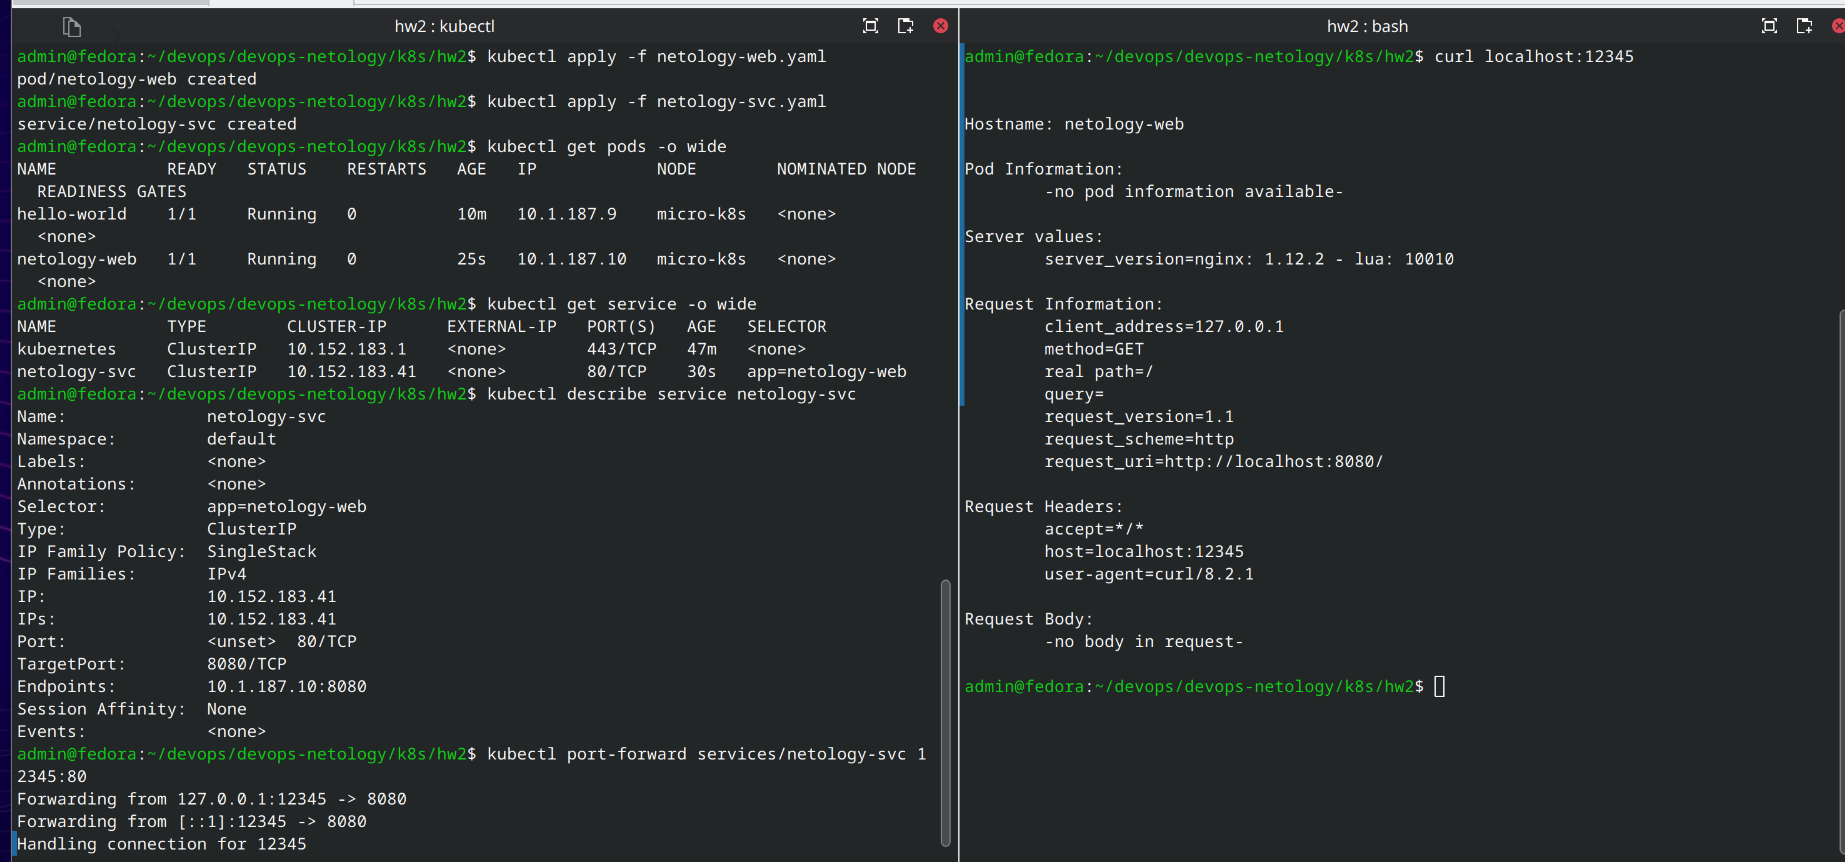 hw2 : kubectl
admin@fedora:~/devops/devops-netology/k8s/hw2$ kubectl apply -f netology-web.yaml
pod/netology-web created
admin@fedora:~/devops/devops-netology/k8s/hw2$ kubectl apply -f netology-svc.yaml
service/netology-svc created
admin@fedora:~/devops/devops-netology/k8s/hw2$ kubectl get pods -o wide
NAME           READY   STATUS    RESTARTS   AGE   IP            NODE        NOMINATED NODE
  READINESS GATES
hello-world    1/1     Running   0          10m   10.1.187.9    micro-k8s   <none>
  <none>
netology-web   1/1     Running   0          25s   10.1.187.10   micro-k8s   <none>
  <none>
admin@fedora:~/devops/devops-netology/k8s/hw2$ kubectl get service -o wide
NAME           TYPE        CLUSTER-IP      EXTERNAL-IP   PORT(S)   AGE   SELECTOR
kubernetes     ClusterIP   10.152.183.1    <none>        443/TCP   47m   <none>
netology-svc   ClusterIP   10.152.183.41   <none>        80/TCP    30s   app=netology-web
admin@fedora:~/devops/devops-netology/k8s/hw2$ kubectl describe service netology-svc
Name:              netology-svc
Namespace:         default
Labels:            <none>
Annotations:       <none>
Selector:          app=netology-web
Type:              ClusterIP
IP Family Policy:  SingleStack
IP Families:       IPv4
IP:                10.152.183.41
IPs:               10.152.183.41
Port:              <unset>  80/TCP
TargetPort:        8080/TCP
Endpoints:         10.1.187.10:8080
Session Affinity:  None
Events:            <none>
admin@fedora:~/devops/devops-netology/k8s/hw2$ kubectl port-forward services/netology-svc 1
2345:80
Forwarding from 127.0.0.1:12345 -> 8080
Forwarding from [::1]:12345 -> 8080
Handling connection for 12345
hw2 : bash
admin@fedora:~/devops/devops-netology/k8s/hw2$ curl localhost:12345
Hostname: netology-web
Pod Information:
        -no pod information available-
Server values:
        server_version=nginx: 1.12.2 - lua: 10010
Request Information:
        client_address=127.0.0.1
        method=GET
        real path=/
        query=
        request_version=1.1
        request_scheme=http
        request_uri=http://localhost:8080/
Request Headers:
        accept=*/*
        host=localhost:12345
        user-agent=curl/8.2.1
Request Body:
        -no body in request-
admin@fedora:~/devops/devops-netology/k8s/hw2$